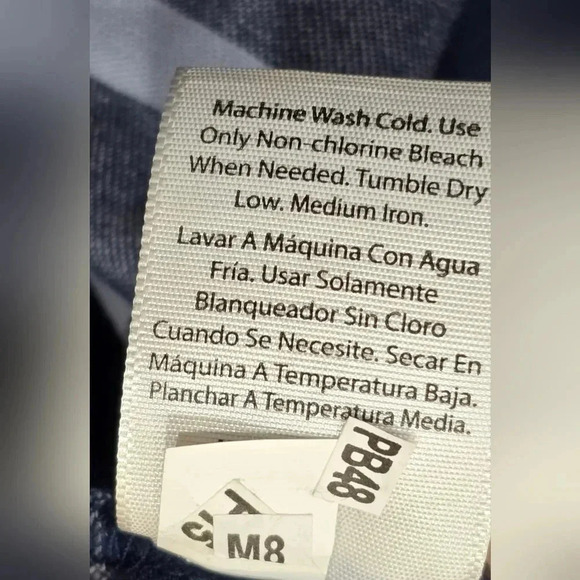 Machine Wash Cold. Use
Only Non-chlorine Bleach
When Needed. Tumble Dry
Low. Medium Iron.
Lavar A Máquina Con Agua
Fría. Usar Solamente
Blanqueador Sin Cloro
Cuando Se Necesite. Secar En
Máquina A Temperatura Baja.
Planchar A Temperatura Media.
PB48
M8